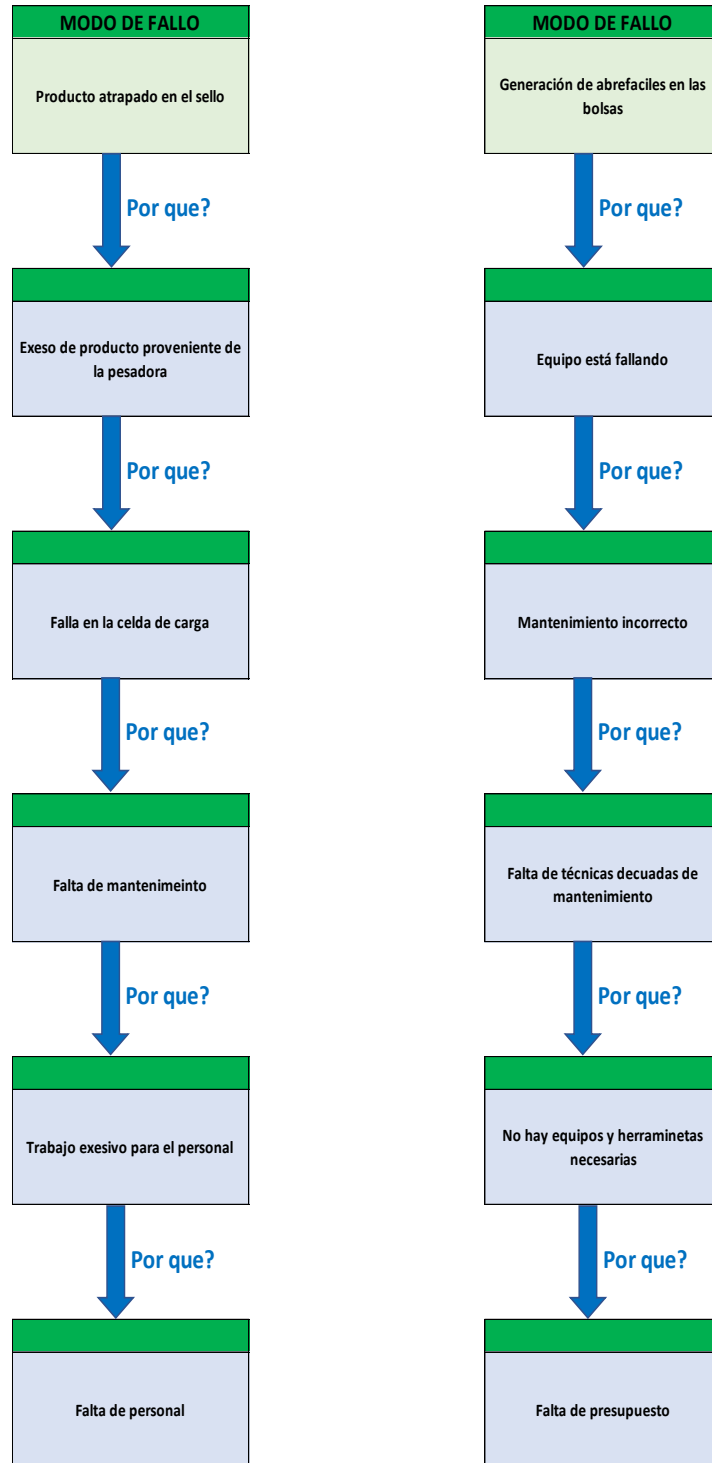 MODO DE FALLO
Producto atrapado en el sello
Por que?
Exeso de producto proveniente de
la pesadora
Por que?
Falla en la celda de carga
Por que?
Falta de mantenimeinto
Por que?
Trabajo exesivo para el personal
Por que?
Falta de personal
MODO DE FALLO
Generación de abrefaciles en las
bolsas
Por que?
Equipo está fallando
Por que?
Mantenimiento incorrecto
Por que?
Falta de técnicas decuadas de
mantenimiento
Por que?
No hay equipos y herraminetas
necesarias
Por que?
Falta de presupuesto